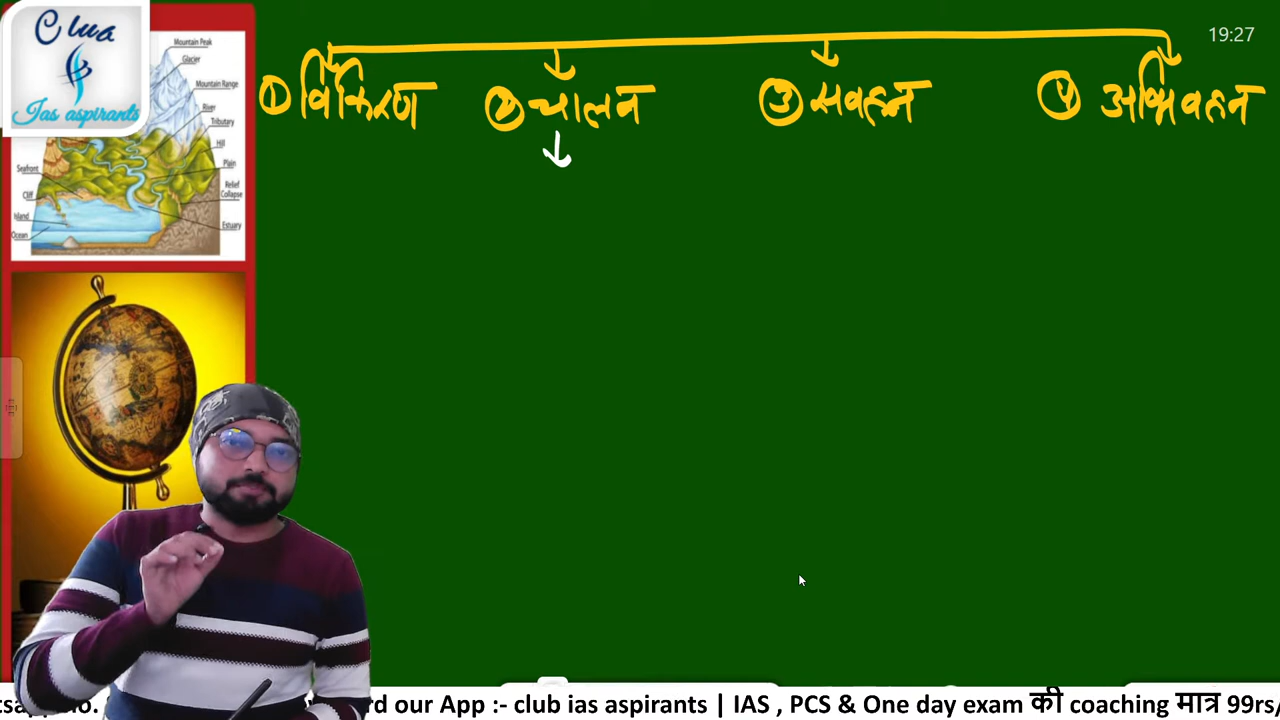 Clua
Ias aspirants
Mountain Peak
Glacier
Mountain Range
River
Tributary
Hill
Seafront
Plain
Relief
Collapse
Cliff
Island
Estuary
Ocean
19:27
① विकिरण ② चालन ③ संवहन ④ अभिवहन
rd our App :- club ias aspirants | IAS , PCS & One day exam की coaching मात्र 99rs/